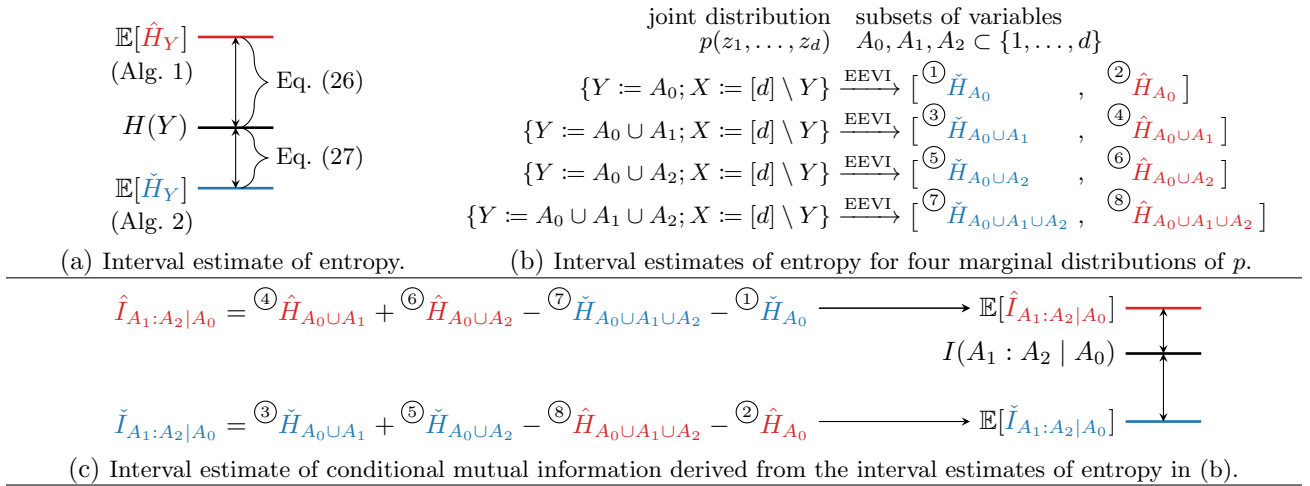 𝔼[Ĥ_Y]
(Alg. 1)
Eq. (26)
H(Y)
Eq. (27)
𝔼[Ȟ_Y]
(Alg. 2)
(a) Interval estimate of entropy.
joint distribution subsets of variables
p(z_1, . . . , z_d) A_0, A_1, A_2 ⊂ {1, . . . , d}
{Y := A_0; X := [d] \ Y} EEVI⟶ [ ① Ȟ_{A_0} , ② Ĥ_{A_0} ]
{Y := A_0 ∪ A_1; X := [d] \ Y} EEVI⟶ [ ③ Ȟ_{A_0∪A_1} , ④ Ĥ_{A_0∪A_1} ]
{Y := A_0 ∪ A_2; X := [d] \ Y} EEVI⟶ [ ⑤ Ȟ_{A_0∪A_2} , ⑥ Ĥ_{A_0∪A_2} ]
{Y := A_0 ∪ A_1 ∪ A_2; X := [d] \ Y} EEVI⟶ [ ⑦ Ȟ_{A_0∪A_1∪A_2} , ⑧ Ĥ_{A_0∪A_1∪A_2} ]
(b) Interval estimates of entropy for four marginal distributions of p.
Î_{A_1:A_2|A_0} = ④ Ĥ_{A_0∪A_1} + ⑥ Ĥ_{A_0∪A_2} − ⑦ Ȟ_{A_0∪A_1∪A_2} − ① Ȟ_{A_0} ⟶ 𝔼[Î_{A_1:A_2|A_0}]
I(A_1 : A_2 | A_0)
Ǐ_{A_1:A_2|A_0} = ③ Ȟ_{A_0∪A_1} + ⑤ Ȟ_{A_0∪A_2} − ⑧ Ĥ_{A_0∪A_1∪A_2} − ② Ĥ_{A_0} ⟶ 𝔼[Ǐ_{A_1:A_2|A_0}]
(c) Interval estimate of conditional mutual information derived from the interval estimates of entropy in (b).